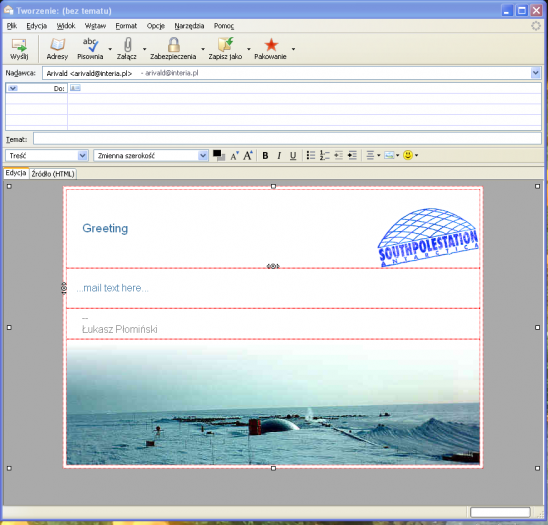 Tworzenie: (bez tematu)
Plik Edycja Widok Wstaw Format Opcje Narzędzia Pomoc
Wyślij Adresy Pisownia Załącz Zabezpieczenia Zapisz jako Pakowanie
Nadawca: Arivald <arivald@interia.pl> - arivald@interia.pl
Do:
Temat:
Treść Zmienna szerokość
Edycja Źródło (HTML)
Greeting
SOUTHPOLESTATION
ANTARCTICA
...mail text here...
--
Łukasz Płomiński